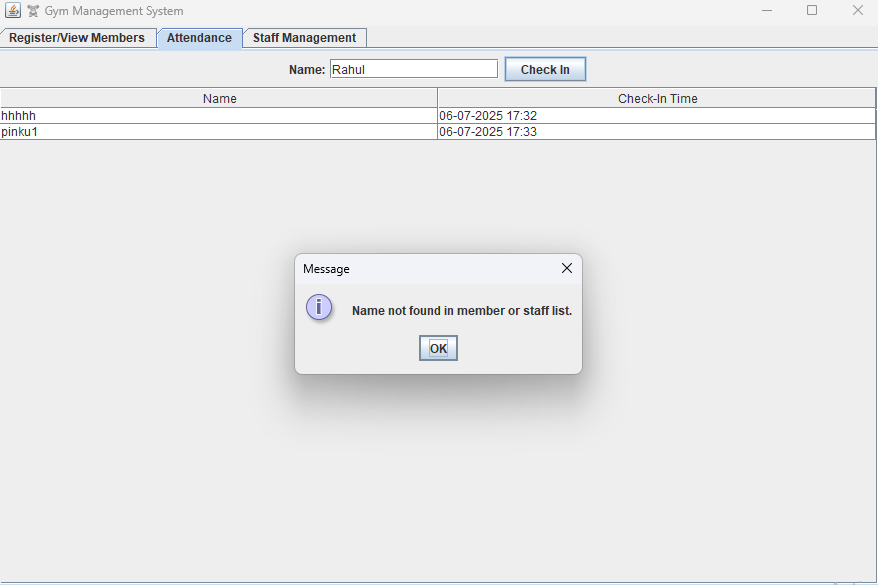 Gym Management System
Register/View Members Attendance Staff Management
Name: Rahul Check In
Name Check-In Time
hhhhh 06-07-2025 17:32
pinku1 06-07-2025 17:33
Message
i
Name not found in member or staff list.
OK